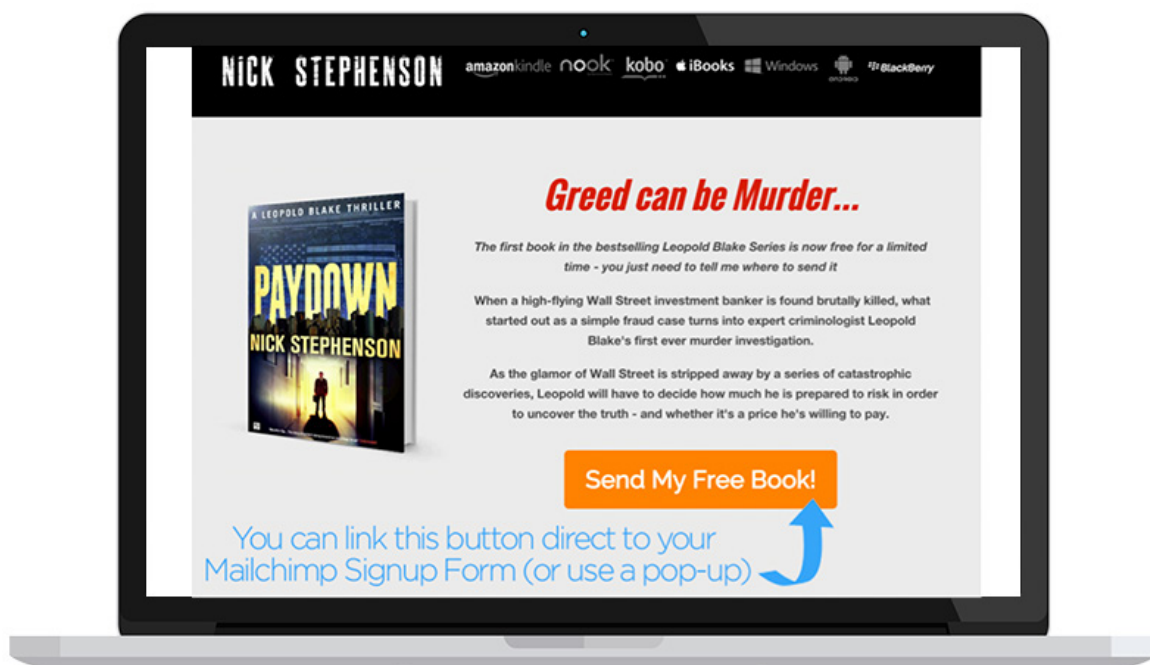 NICK STEPHENSON
amazonkindle nook kobo iBooks Windows ANDROID BlackBerry
A LEOPOLD BLAKE THRILLER
PAYDOWN
NICK STEPHENSON
Greed can be Murder...
The first book in the bestselling Leopold Blake Series is now free for a limited
time - you just need to tell me where to send it
When a high-flying Wall Street investment banker is found brutally killed, what
started out as a simple fraud case turns into expert criminologist Leopold
Blake's first ever murder investigation.
As the glamor of Wall Street is stripped away by a series of catastrophic
discoveries, Leopold will have to decide how much he is prepared to risk in order
to uncover the truth - and whether it's a price he's willing to pay.
Send My Free Book!
You can link this button direct to your
Mailchimp Signup Form (or use a pop-up)